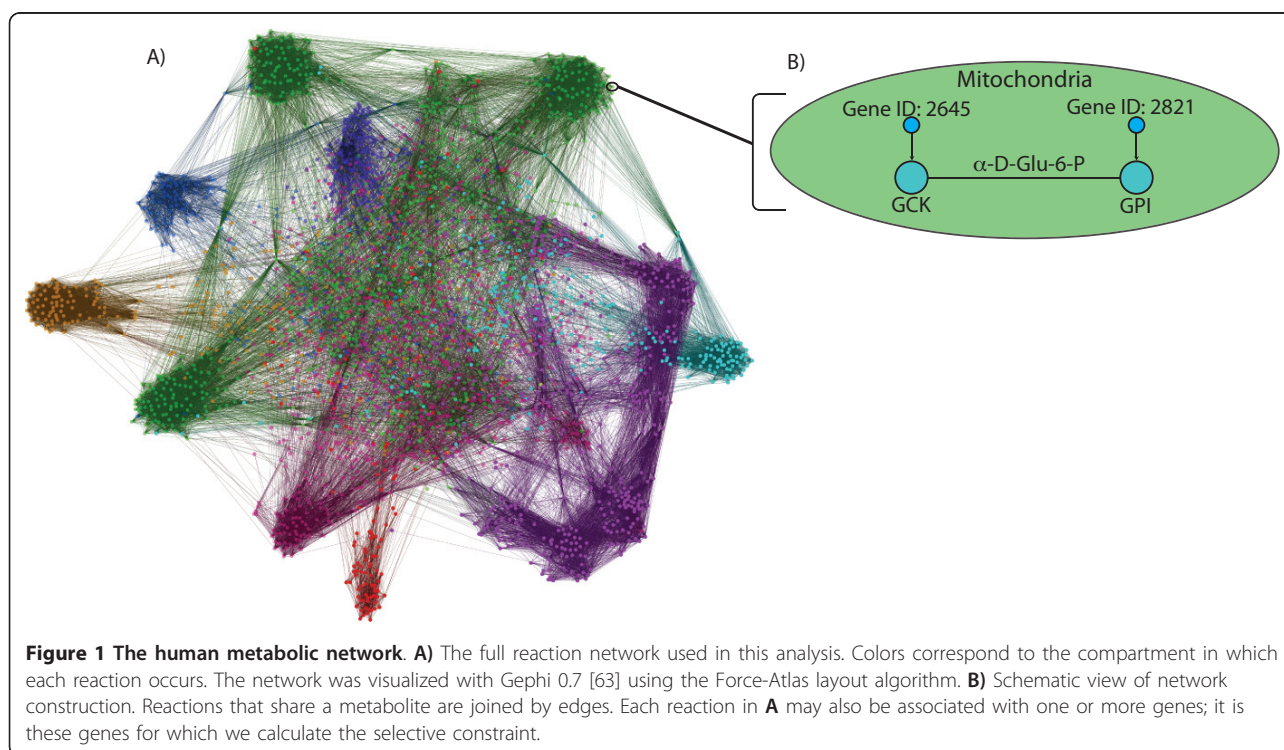 A)
B)
Mitochondria
Gene ID: 2645 Gene ID: 2821
α-D-Glu-6-P
GCK GPI
Figure 1 The human metabolic network. A) The full reaction network used in this analysis. Colors correspond to the compartment in which
each reaction occurs. The network was visualized with Gephi 0.7 [63] using the Force-Atlas layout algorithm. B) Schematic view of network
construction. Reactions that share a metabolite are joined by edges. Each reaction in A may also be associated with one or more genes; it is
these genes for which we calculate the selective constraint.